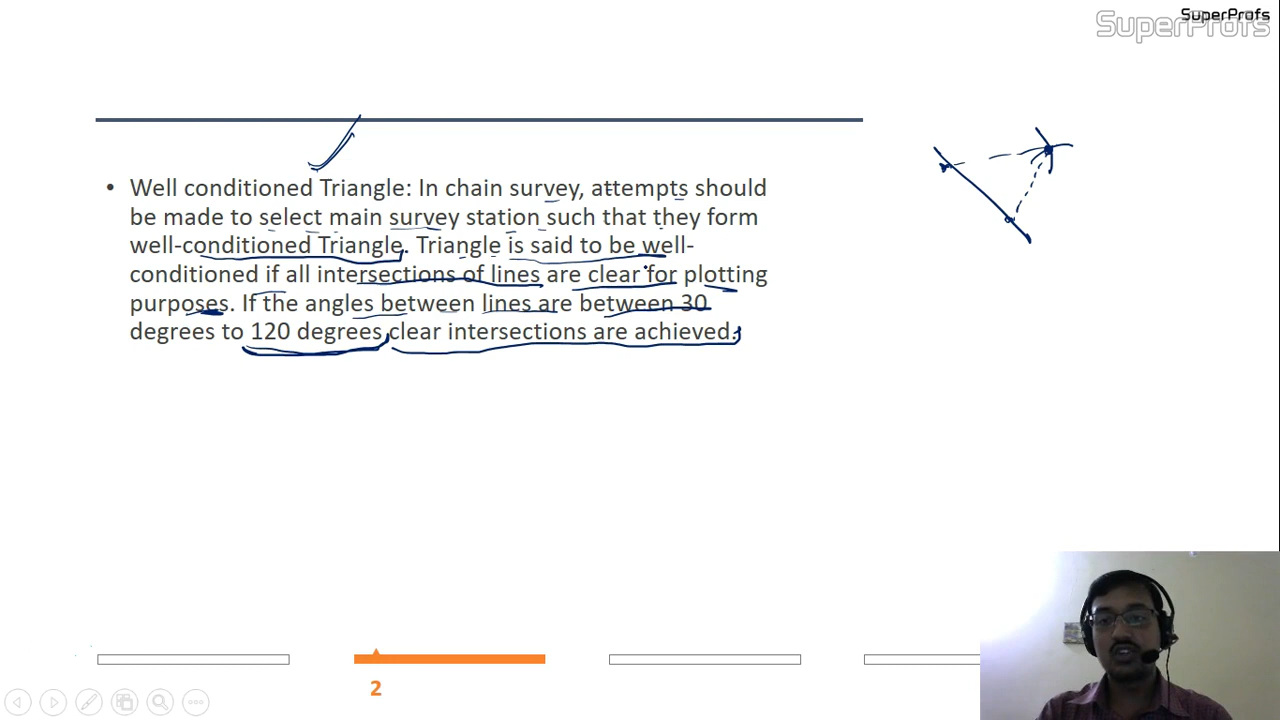 SuperProfs
SuperProfs
• Well conditioned Triangle: In chain survey, attempts should
be made to select main survey station such that they form
well-conditioned Triangle. Triangle is said to be well-
conditioned if all intersections of lines are clear for plotting
purposes. If the angles between lines are between 30
degrees to 120 degrees clear intersections are achieved.
2